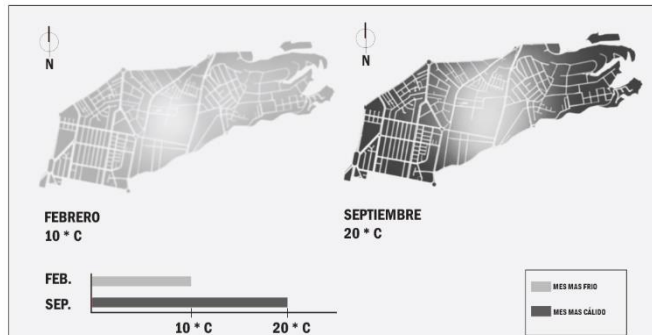 N
N
FEBRERO
10 * C
SEPTIEMBRE
20 * C
FEB.
SEP.
10 * C
20 * C
MES MAS FRIO
MES MAS CÁLIDO